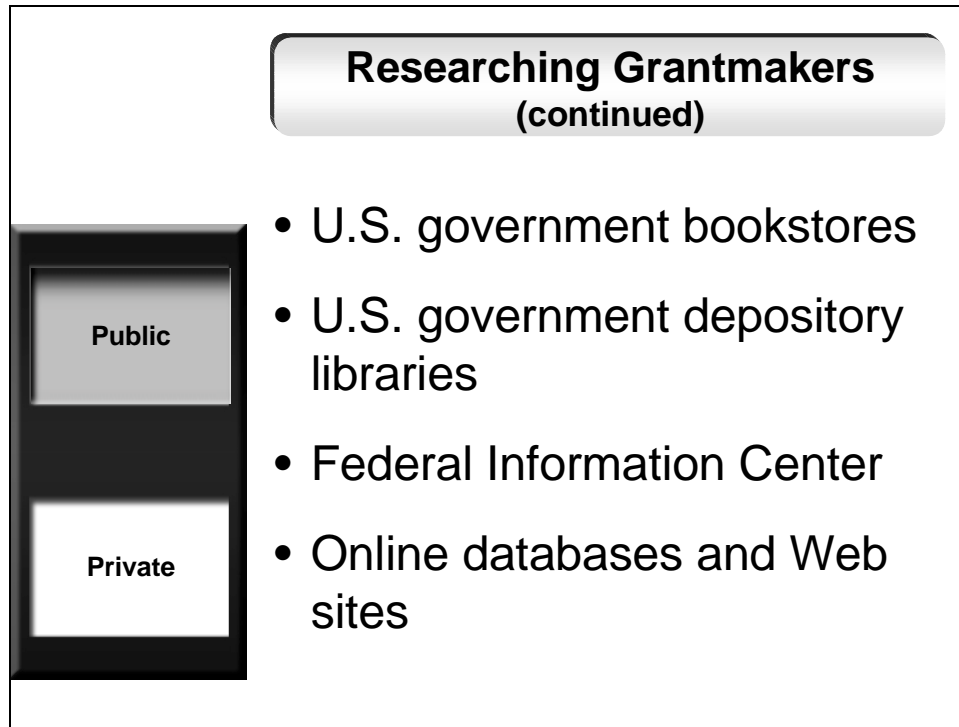 Researching Grantmakers
(continued)
Public
Private
• U.S. government bookstores
• U.S. government depository
libraries
• Federal Information Center
• Online databases and Web
sites